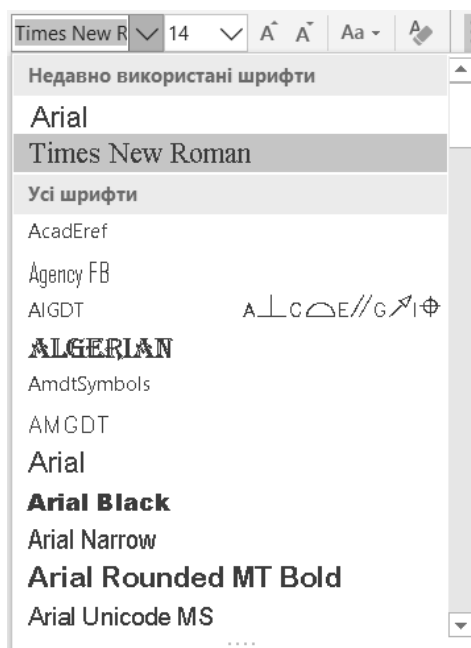 Times New R 14 A A Aa A
Недавно використані шрифти
Arial
Times New Roman
Усі шрифти
AcadEref
Agency FB
AIGDT A C E G I
ALGERIAN
AmdtSymbols
AMGDT
Arial
Arial Black
Arial Narrow
Arial Rounded MT Bold
Arial Unicode MS